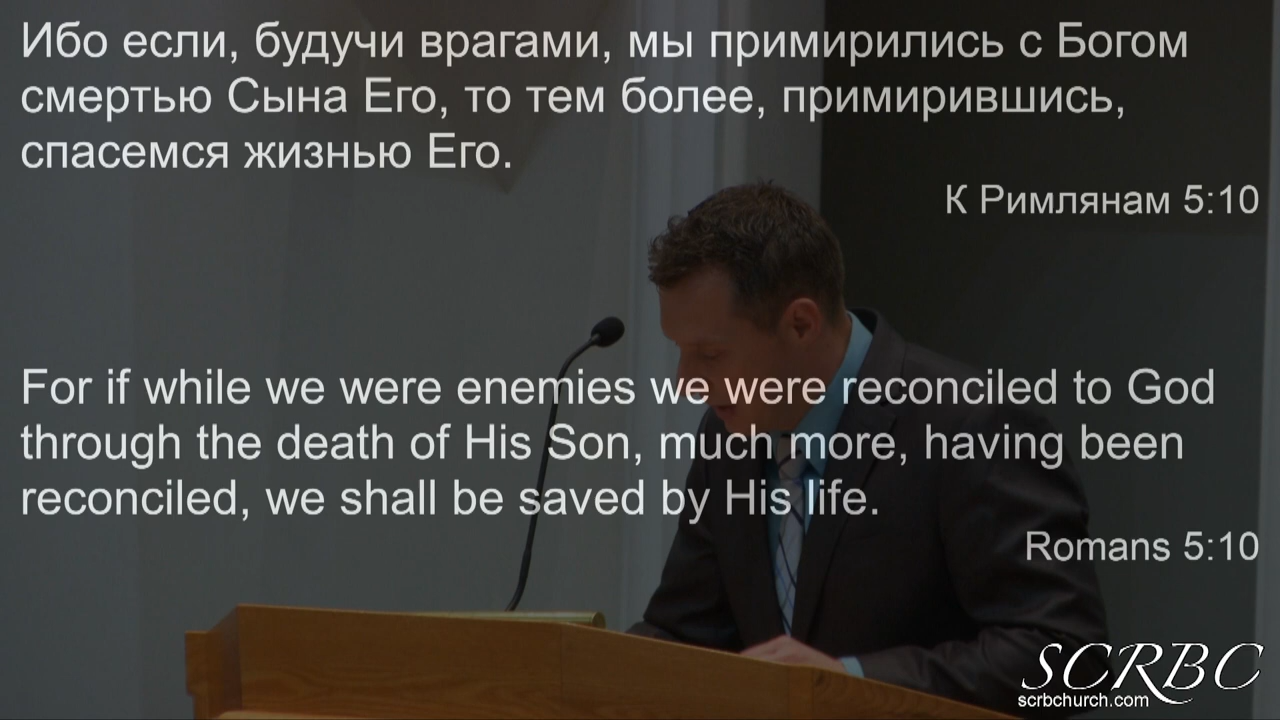 Ибо если, будучи врагами, мы примирились с Богом
смертью Сына Его, то тем более, примирившись,
спасемся жизнью Его.
К Римлянам 5:10
For if while we were enemies we were reconciled to God
through the death of His Son, much more, having been
reconciled, we shall be saved by His life.
Romans 5:10
SCRBC
scrbchurch.com